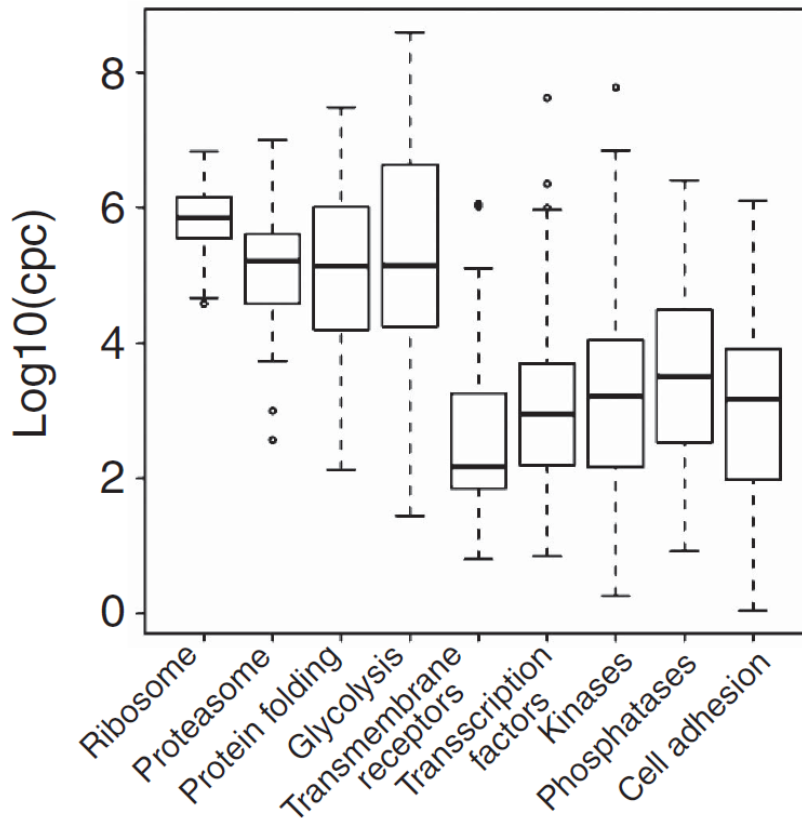 Log10(cpc)
8
6
4
2
0
Ribosome
Proteasome
Protein folding
Glycolysis
Transmembrane
receptors
Transscription
factors
Kinases
Phosphatases
Cell adhesion